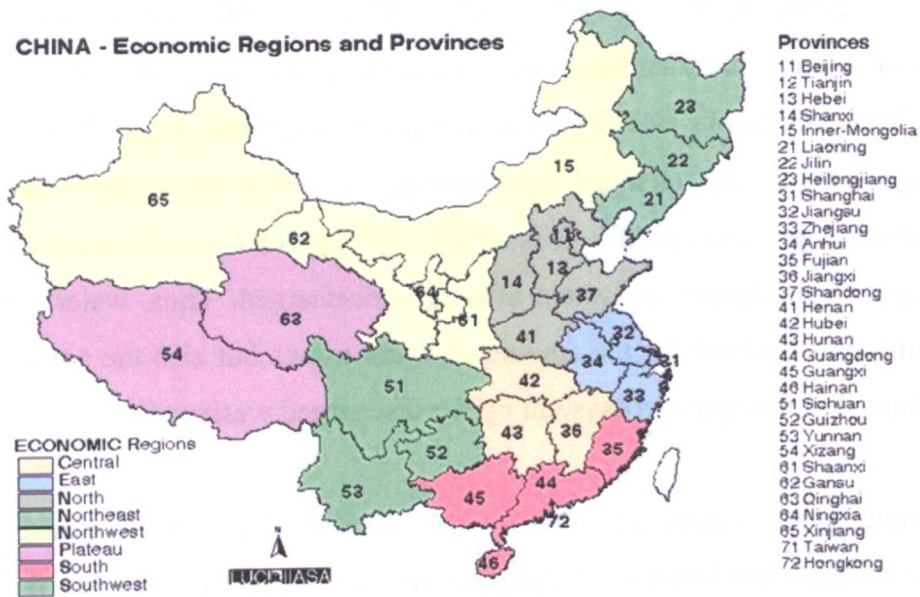 CHINA - Economic Regions and Provinces
Provinces
11 Beijing
12 Tianjin
13 Hebei
14 Shanxi
15 Inner-Mongolia
21 Liaoning
22 Jilin
23 Heilongjiang
31 Shanghai
32 Jiangsu
33 Zhejiang
34 Anhui
35 Fujian
36 Jiangxi
37 Shandong
41 Henan
42 Hubei
43 Hunan
44 Guangdong
45 Guangxi
46 Hainan
51 Sichuan
52 Guizhou
53 Yunnan
54 Xizang
61 Shaanxi
62 Gansu
63 Qinghai
64 Ningxia
65 Xinjiang
71 Taiwan
72 Hongkong
23
15
22
21
65
62
11
13
14
37
64
61
63
41
54
32
34
31
51
42
33
43
36
52
35
53
45
44
72
46
ECONOMIC Regions
Central
East
North
Northeast
Northwest
Plateau
South
Southwest
N